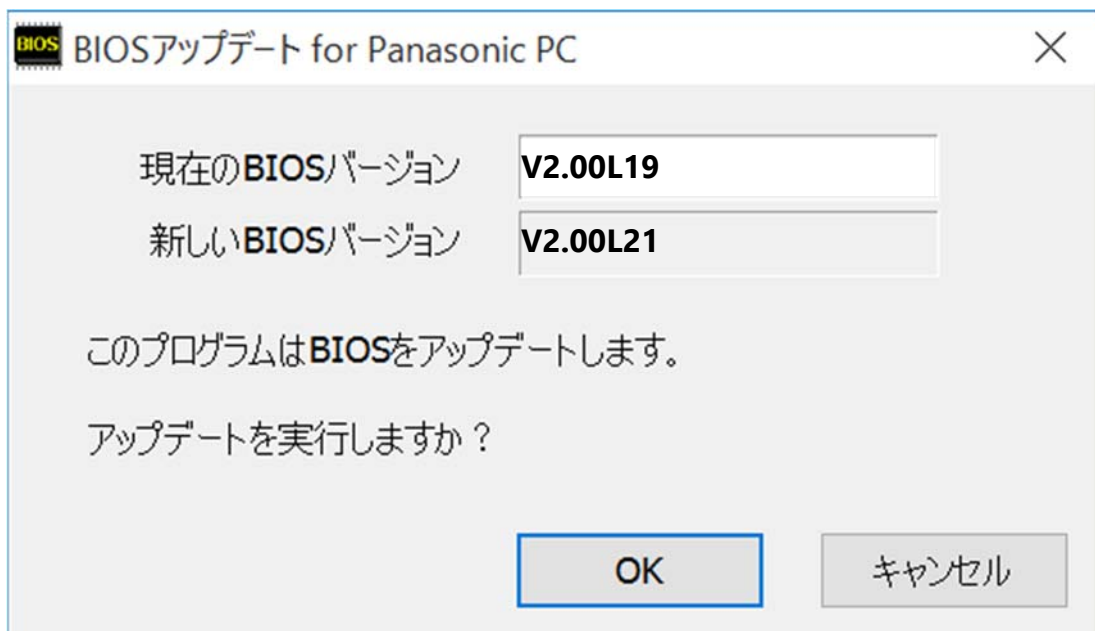 BIOS BIOSアップデート for Panasonic PC
現在のBIOSバージョン V2.00L19
新しいBIOSバージョン V2.00L21
このプログラムはBIOSをアップデートします。
アップデートを実行しますか？
OK キャンセル